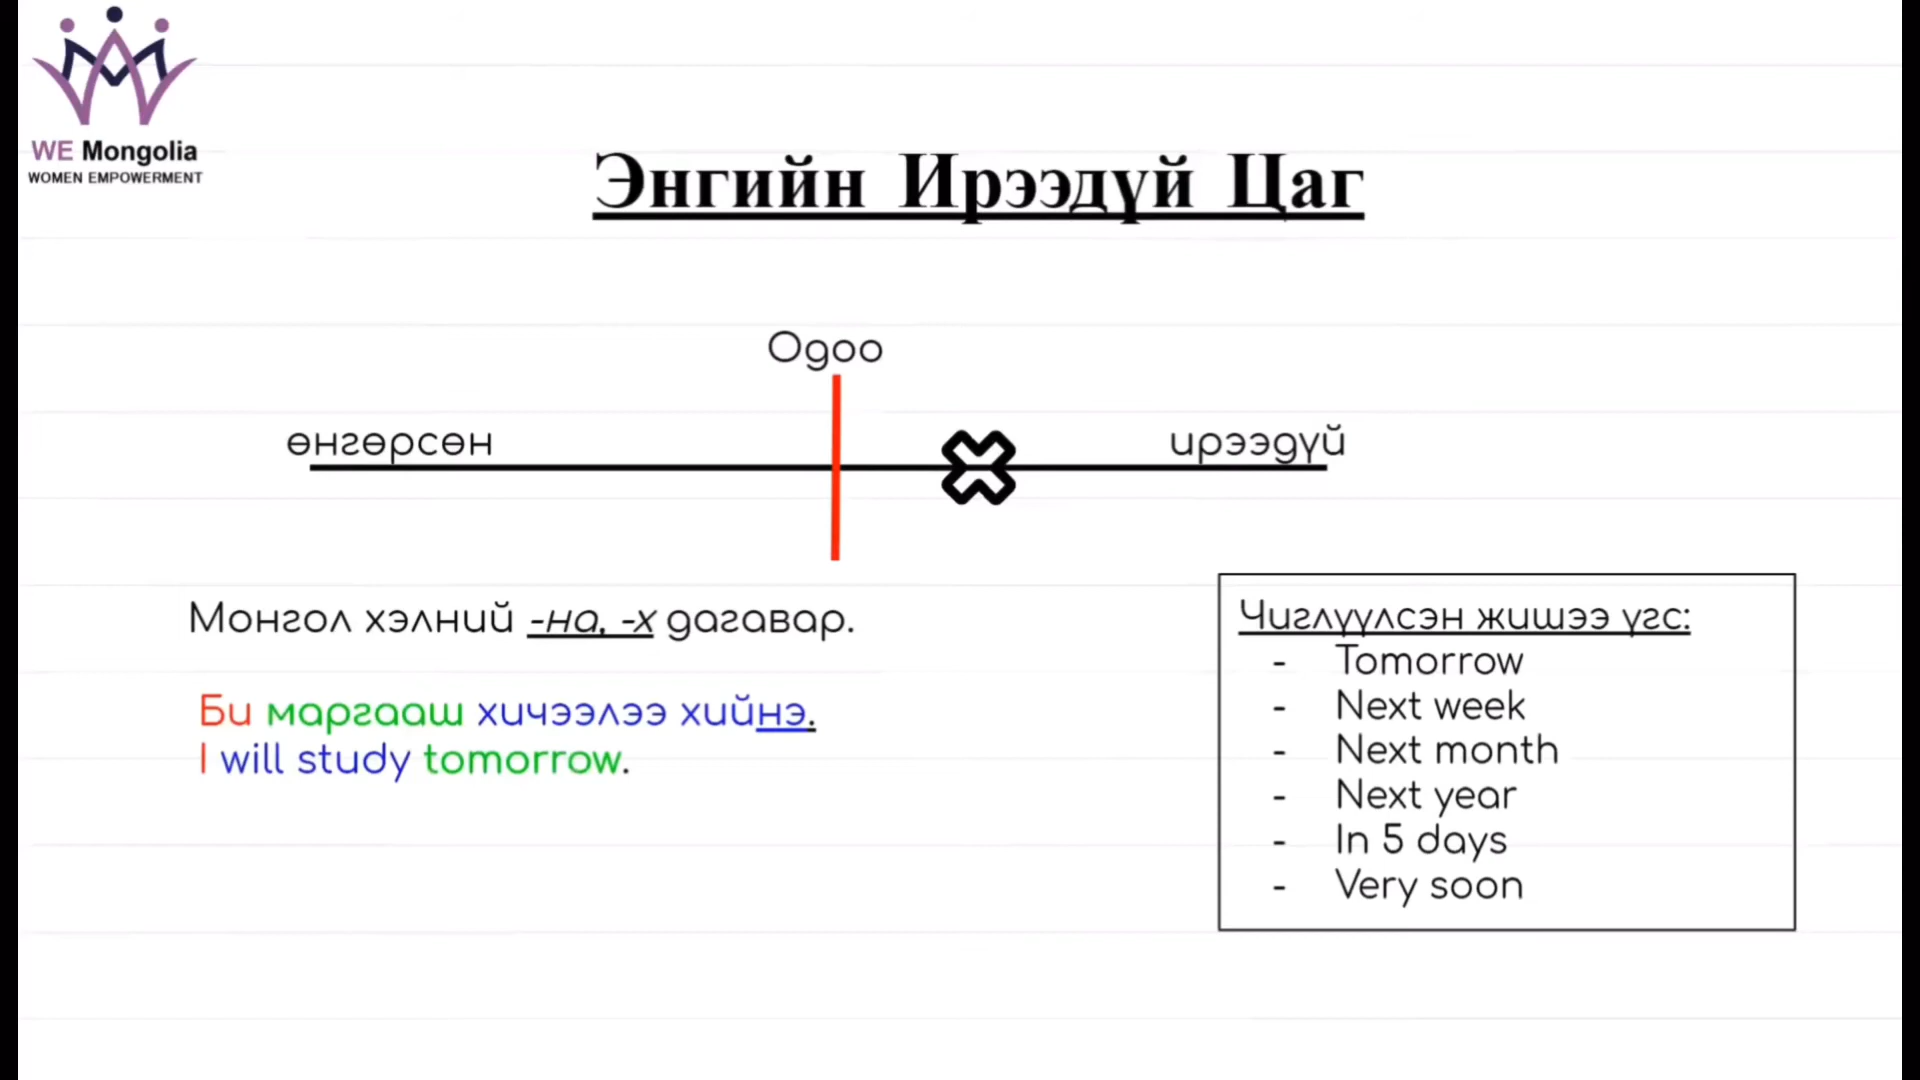 WE Mongolia
WOMEN EMPOWERMENT
Энгийн Ирээдүй Цаг
Одоо
өнгөрсөн
ирээдүй
Монгол хэлний -на, -х дагавар.
Би маргааш хичээлээ хийнэ.
I will study tomorrow.
Чиглүүлсэн жишээ үгс:
- Tomorrow
- Next week
- Next month
- Next year
- In 5 days
- Very soon